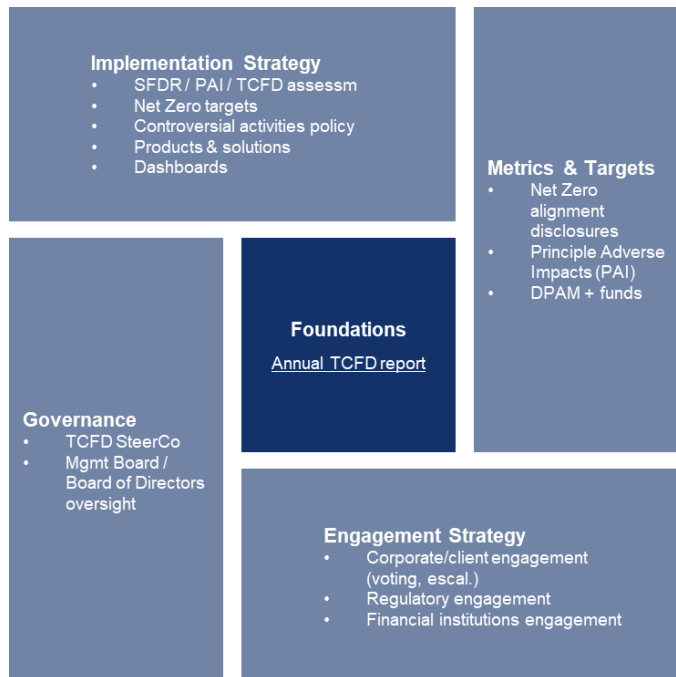 Implementation Strategy
• SFDR / PAI / TCFD assessm
• Net Zero targets
• Controversial activities policy
• Products & solutions
• Dashboards
Metrics & Targets
• Net Zero
alignment
disclosures
• Principle Adverse
Impacts (PAI)
• DPAM + funds
Foundations
Annual TCFD report
Governance
• TCFD SteerCo
• Mgmt Board /
Board of Directors
oversight
Engagement Strategy
• Corporate/client engagement
(voting, escal.)
• Regulatory engagement
• Financial institutions engagement